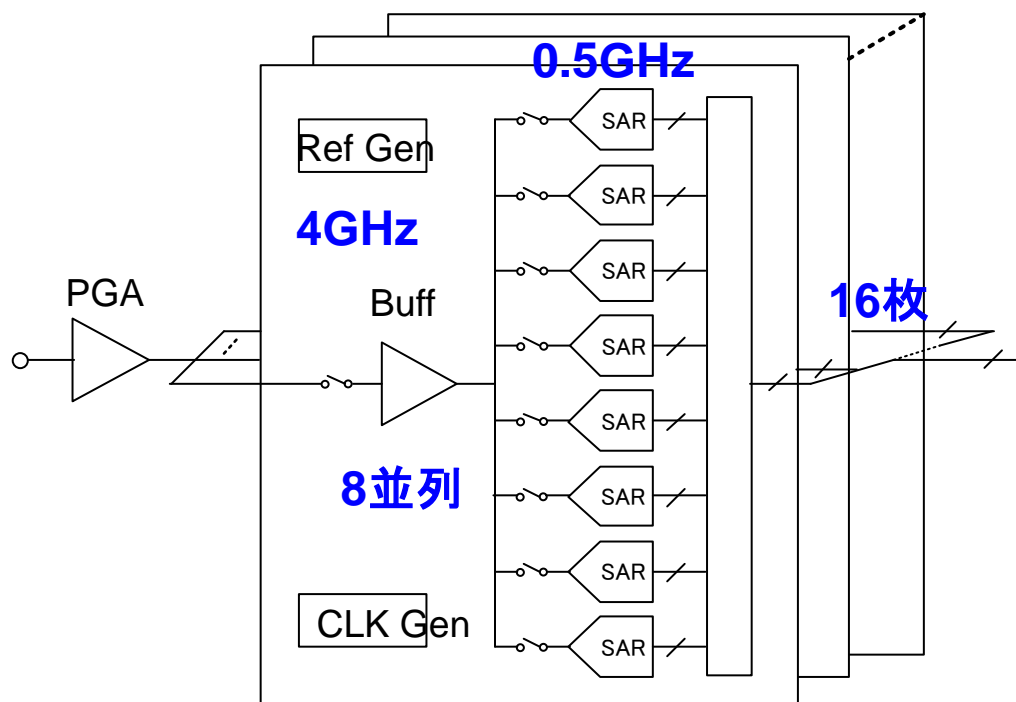 0.5GHz
SAR
Ref Gen
SAR
4GHz
SAR
PGA
Buff
16枚
SAR
SAR
8並列
SAR
SAR
CLK Gen
SAR